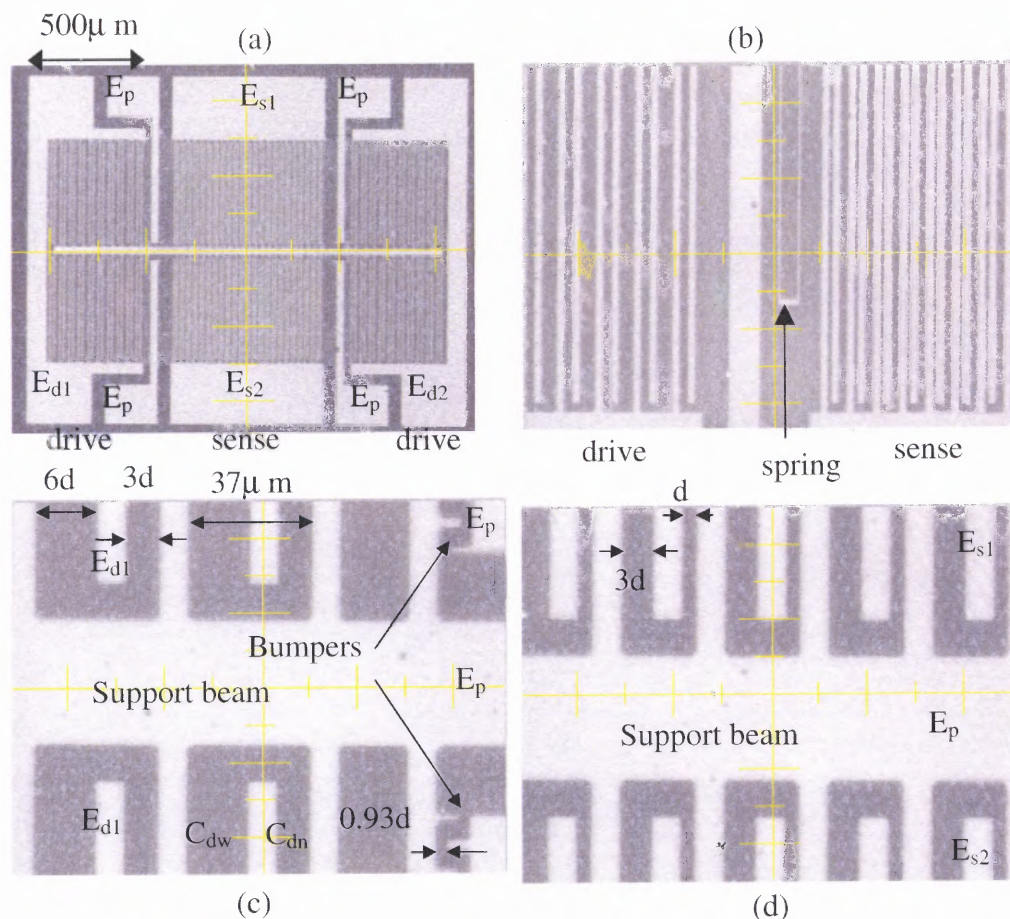 (a)
500μ m
E_p
E_s1
E_p
E_d1
E_p
E_s2
E_p
E_d2
drive
sense
drive
(b)
drive
spring
sense
6d
3d
37μ m
E_p
E_d1
Bumpers
Support beam
E_p
E_d1
C_dw
C_dn
0.93d
(c)
d
E_s1
3d
Support beam
E_p
E_s2
(d)